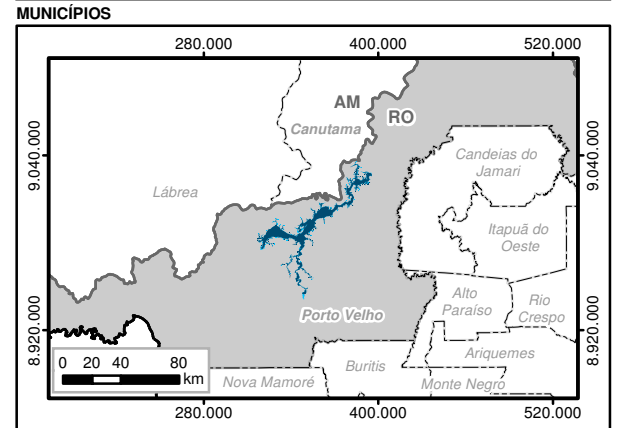 MUNICÍPIOS
280.000 400.000 520.000
AM
RO
Canutama
9.040.000
9.040.000
Candeias do
Jamari
Lábrea
Itapuã do
Oeste
Alto
Paraíso
Rio
Crespo
Porto Velho
8.920.000
8.920.000
0 20 40 80
km
Ariquemes
Buritis
Nova Mamoré
Monte Negro
280.000 400.000 520.000